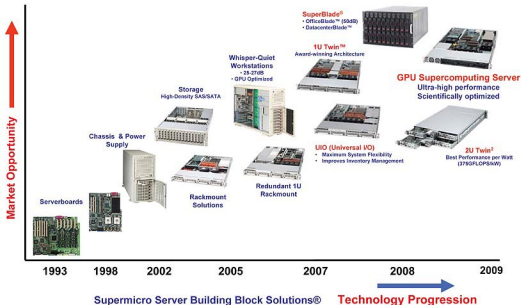 SuperBlade®
• OfficeBlade™ (50dB)
• DatacenterBlade™
1U Twin™
Award-winning Architecture
Whisper-Quiet
Workstations
• 25-27dB
• GPU Optimized
GPU Supercomputing Server
Ultra-high performance
Scientifically optimized
Storage
High-Density SAS/SATA
Chassis & Power
Supply
UIO (Universal I/O)
• Maximum System Flexibility
• Improves Inventory Management
2U Twin²
Best Performance per Watt
(375GFLOPS/kW)
Rackmount
Solutions
Redundant 1U
Rackmount
Serverboards
Market Opportunity
1993 1998 2002 2005 2007 2008 2009
Supermicro Server Building Block Solutions®
Technology Progression